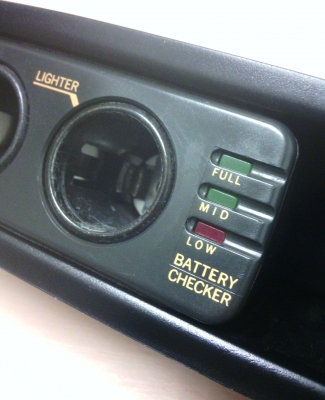 LIGHTER
FULL
MID
LOW
BATTERY
CHECKER